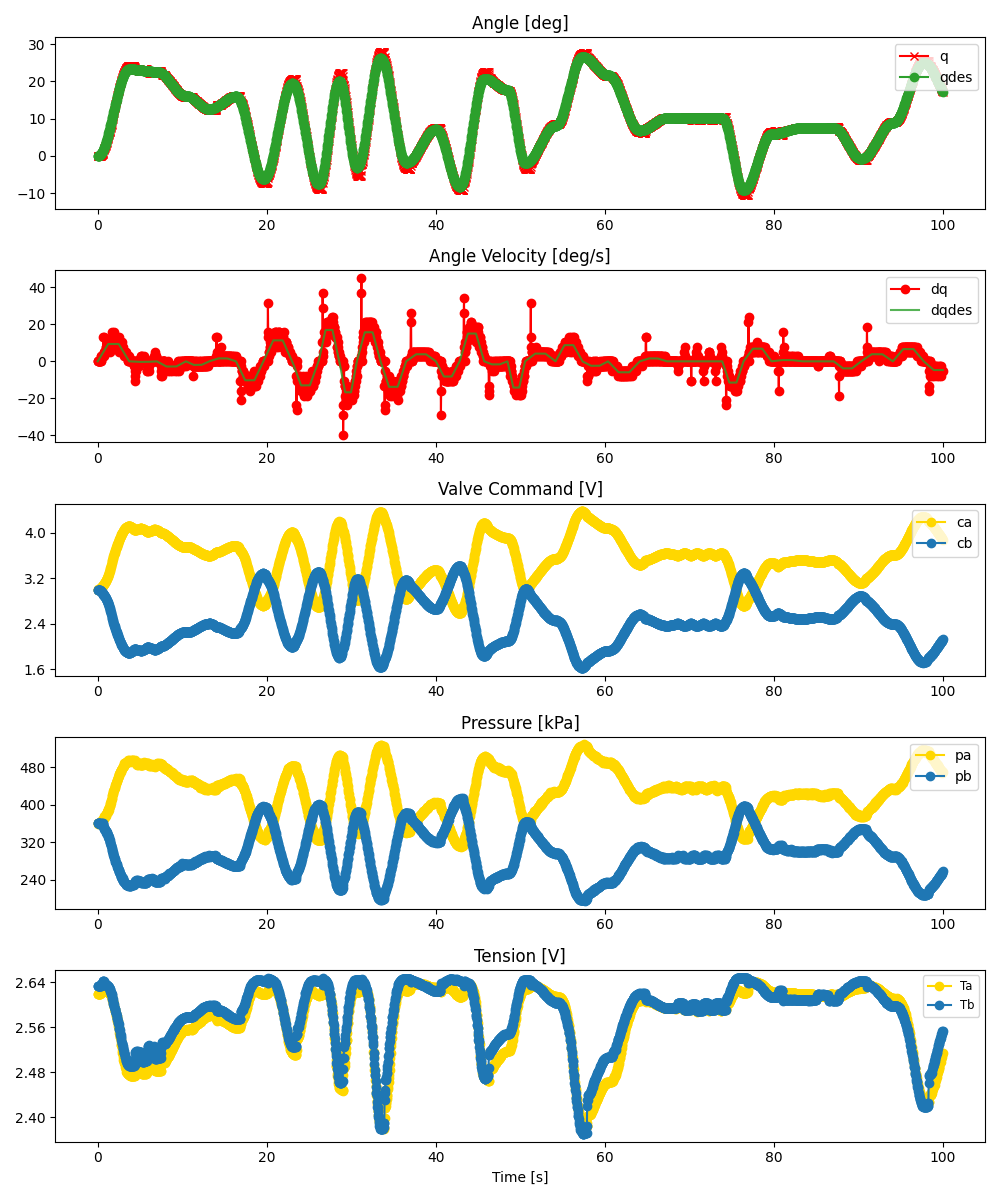 Angle [deg]
30
20
10
0
−10
q
qdes
0 20 40 60 80 100
Angle Velocity [deg/s]
40
20
0
−20
−40
dq
dqdes
0 20 40 60 80 100
Valve Command [V]
4.0
3.2
2.4
1.6
ca
cb
0 20 40 60 80 100
Pressure [kPa]
480
400
320
240
pa
pb
0 20 40 60 80 100
Tension [V]
2.64
2.56
2.48
2.40
Ta
Tb
0 20 40 60 80 100
Time [s]